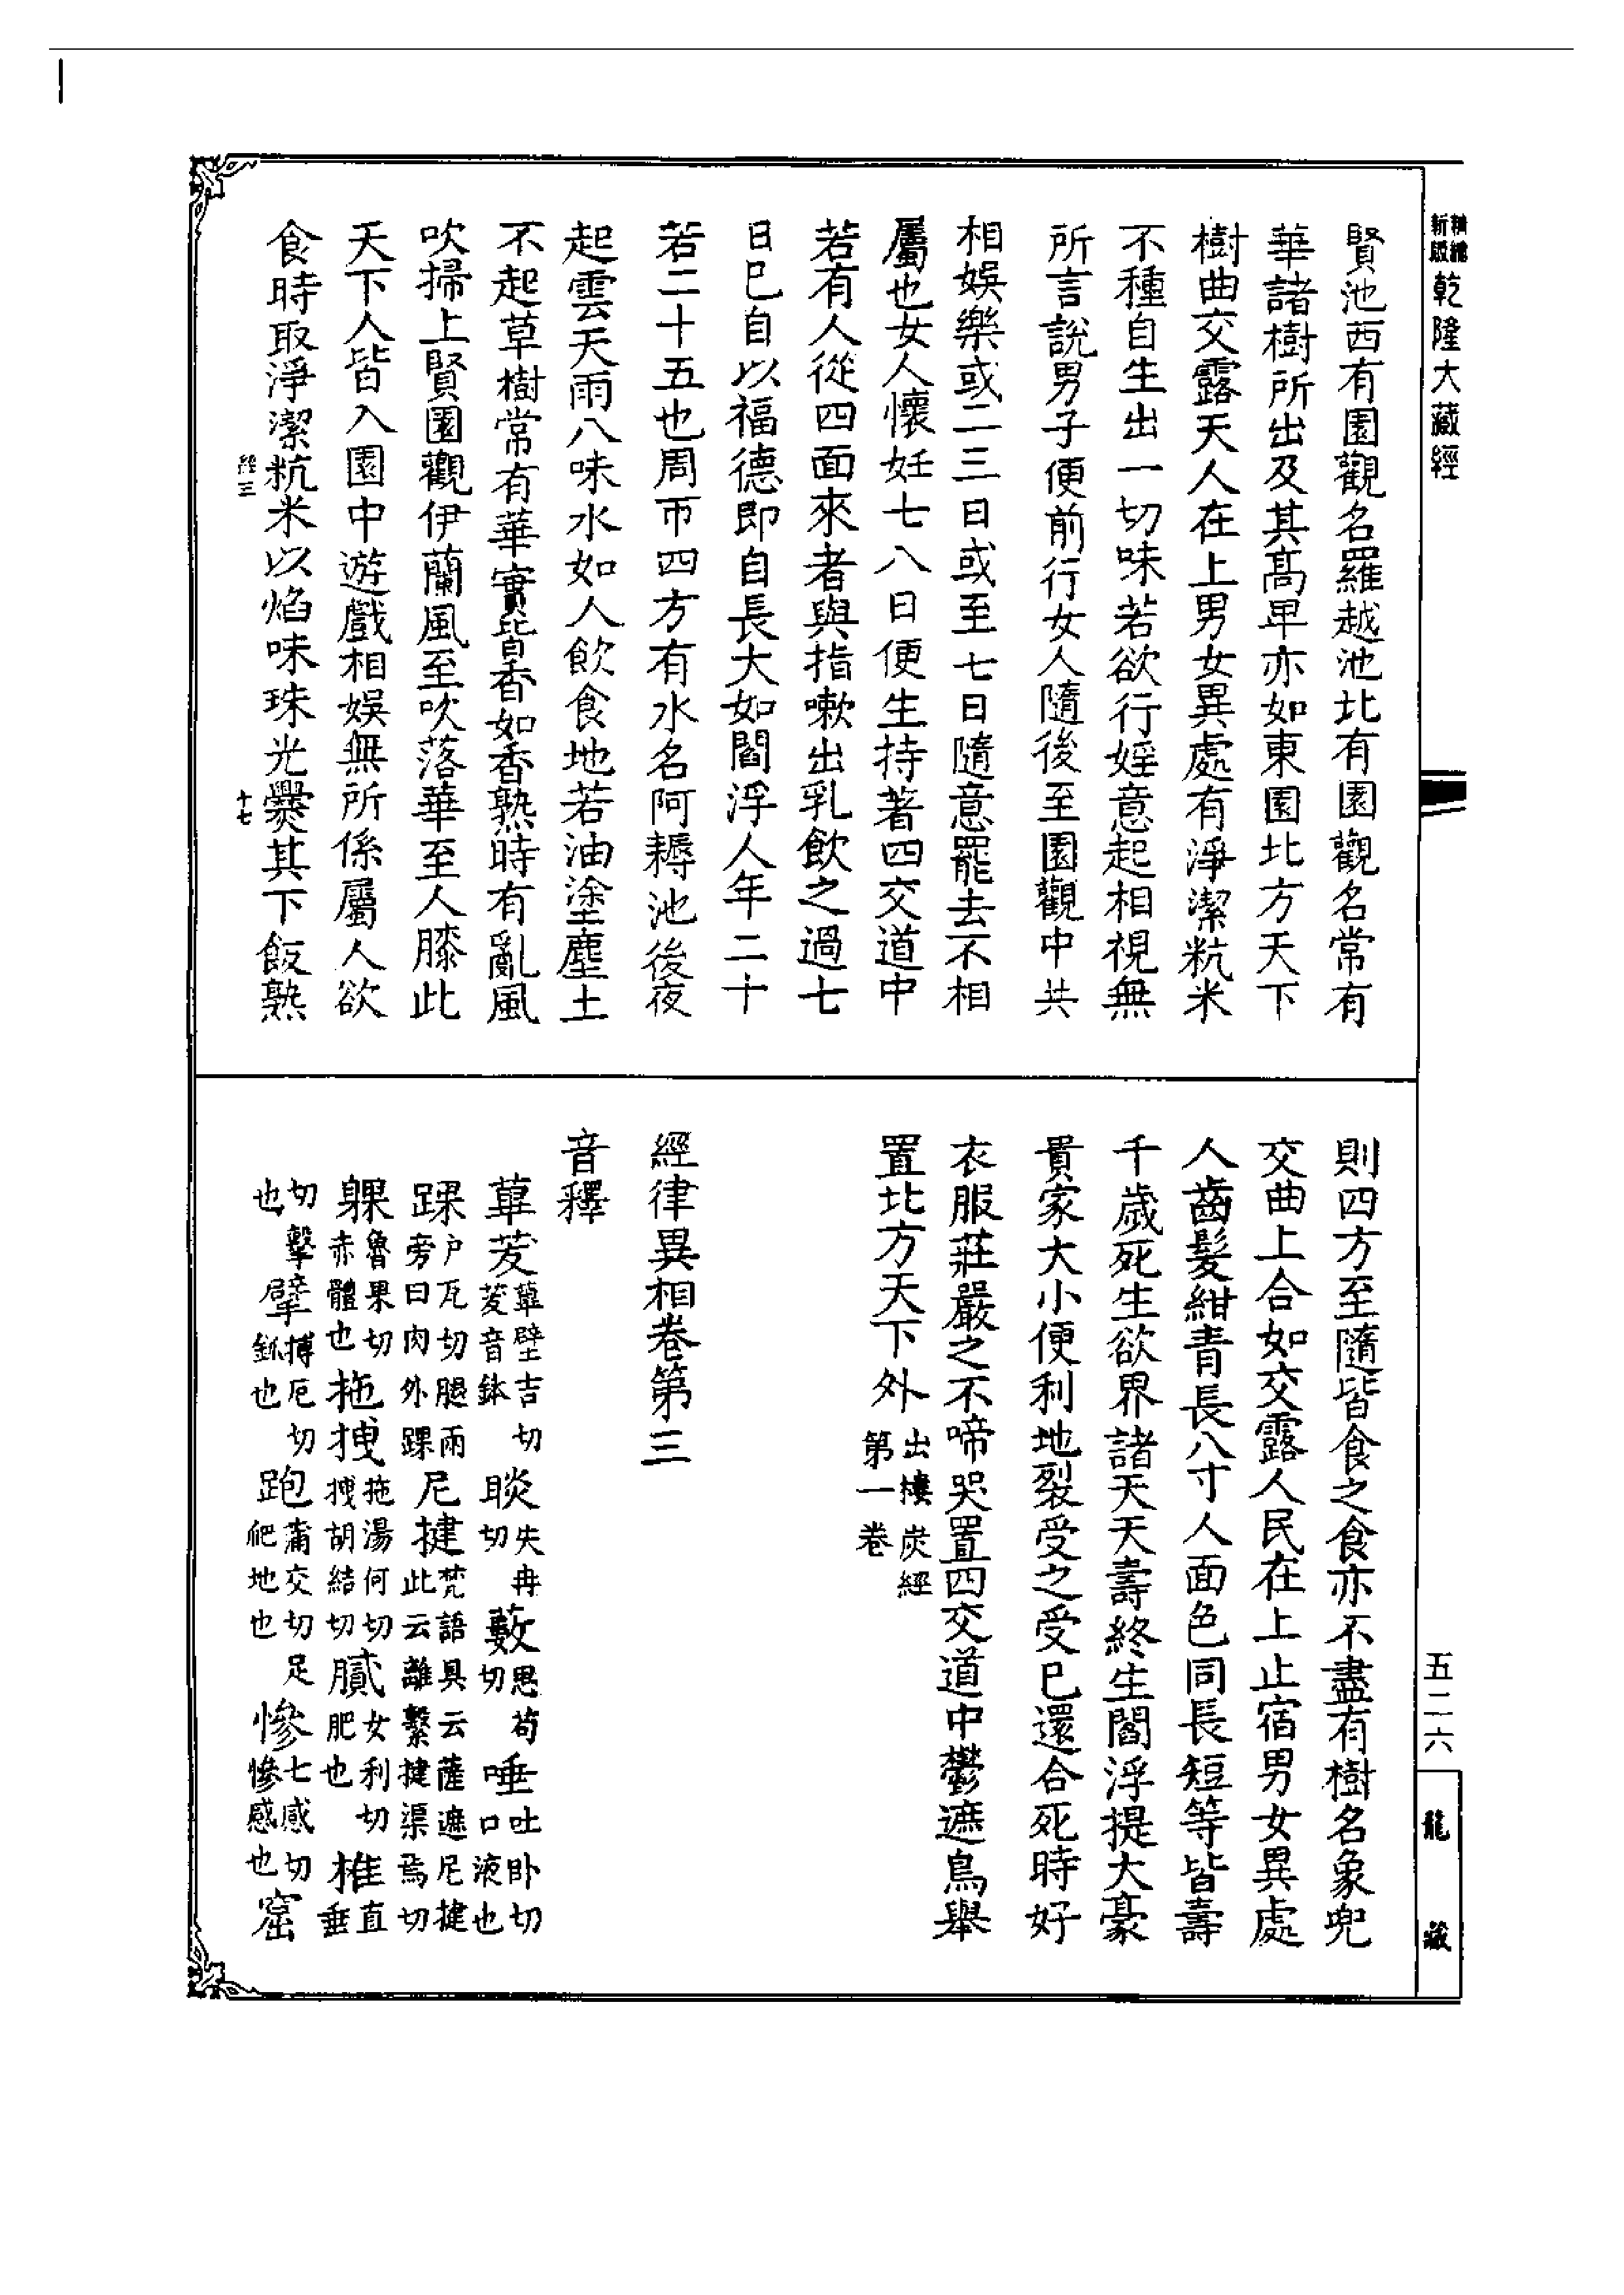 精縮新版 乾隆大藏經
賢池西有園觀名羅越池北有園觀名常有
華諸樹所出及其高卑亦如東園北方天下
樹曲交露天人在上男女異處有淨潔秔米
不種自生出一切味若欲行婬意起相視無
所言說男子便前行女人隨後至園觀中共
相娛樂或二三日或至七日隨意罷去不相
屬也女人懷妊七八日便生持著四交道中
若有人從四面來者與指嗽出乳飲之過七
日已自以福德即自長大如閻浮人年二十
若二十五也周帀四方有水名阿耨池後夜
起雲天雨八味水如人飲食地若油塗塵土
不起草樹常有華實皆香如香熟時有亂風
吹掃上賢園觀伊蘭風至吹落華至人膝此
天下人皆入園中遊戲相娛無所係屬人欲
食時取淨潔秔米以焰味珠光爨其下飯熟
十七
則四方至隨皆食之食亦不盡有樹名象兜
交曲上合如交露人民在上止宿男女異處
人齒髮紺青長八寸人面色同長短等皆壽
千歲死生欲界諸天天壽終生閻浮提大豪
貴家大小便利地裂受之受已還合死時好
衣服莊嚴之不啼哭置四交道中鬱遮鳥舉
置北方天下外 出樓炭經第一卷
經律異相卷第三
音釋
蓽茇 蓽壁吉切茇音鉢 睒 失冉切 藪 思苟切 唾 吐卧切口液也
踝 户瓦切腿兩旁曰肉外踝 尼揵 梵語具云薩遮尼揵此云離繫揵渠焉切
躶 魯果切赤體也 拖拽 拖湯何切拽胡結切 膩 女利切肥也 椎 直垂
切擊也 擘 搏厄切 跑 蒲交切足爬地也 慘 七感切慘感也 窟
五二六
龍藏